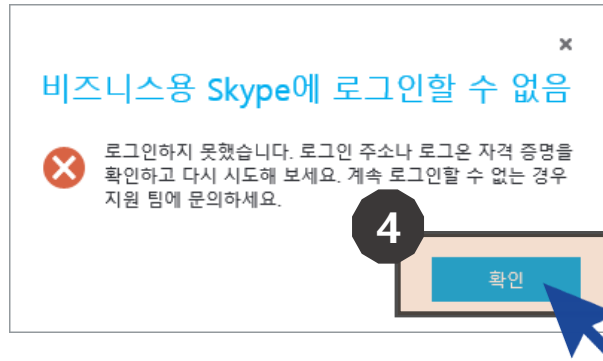 비즈니스용 Skype에 로그인할 수 없음
로그인하지 못했습니다. 로그인 주소나 로그온 자격 증명을
확인하고 다시 시도해 보세요. 계속 로그인할 수 없는 경우
지원 팀에 문의하세요.
4
확인